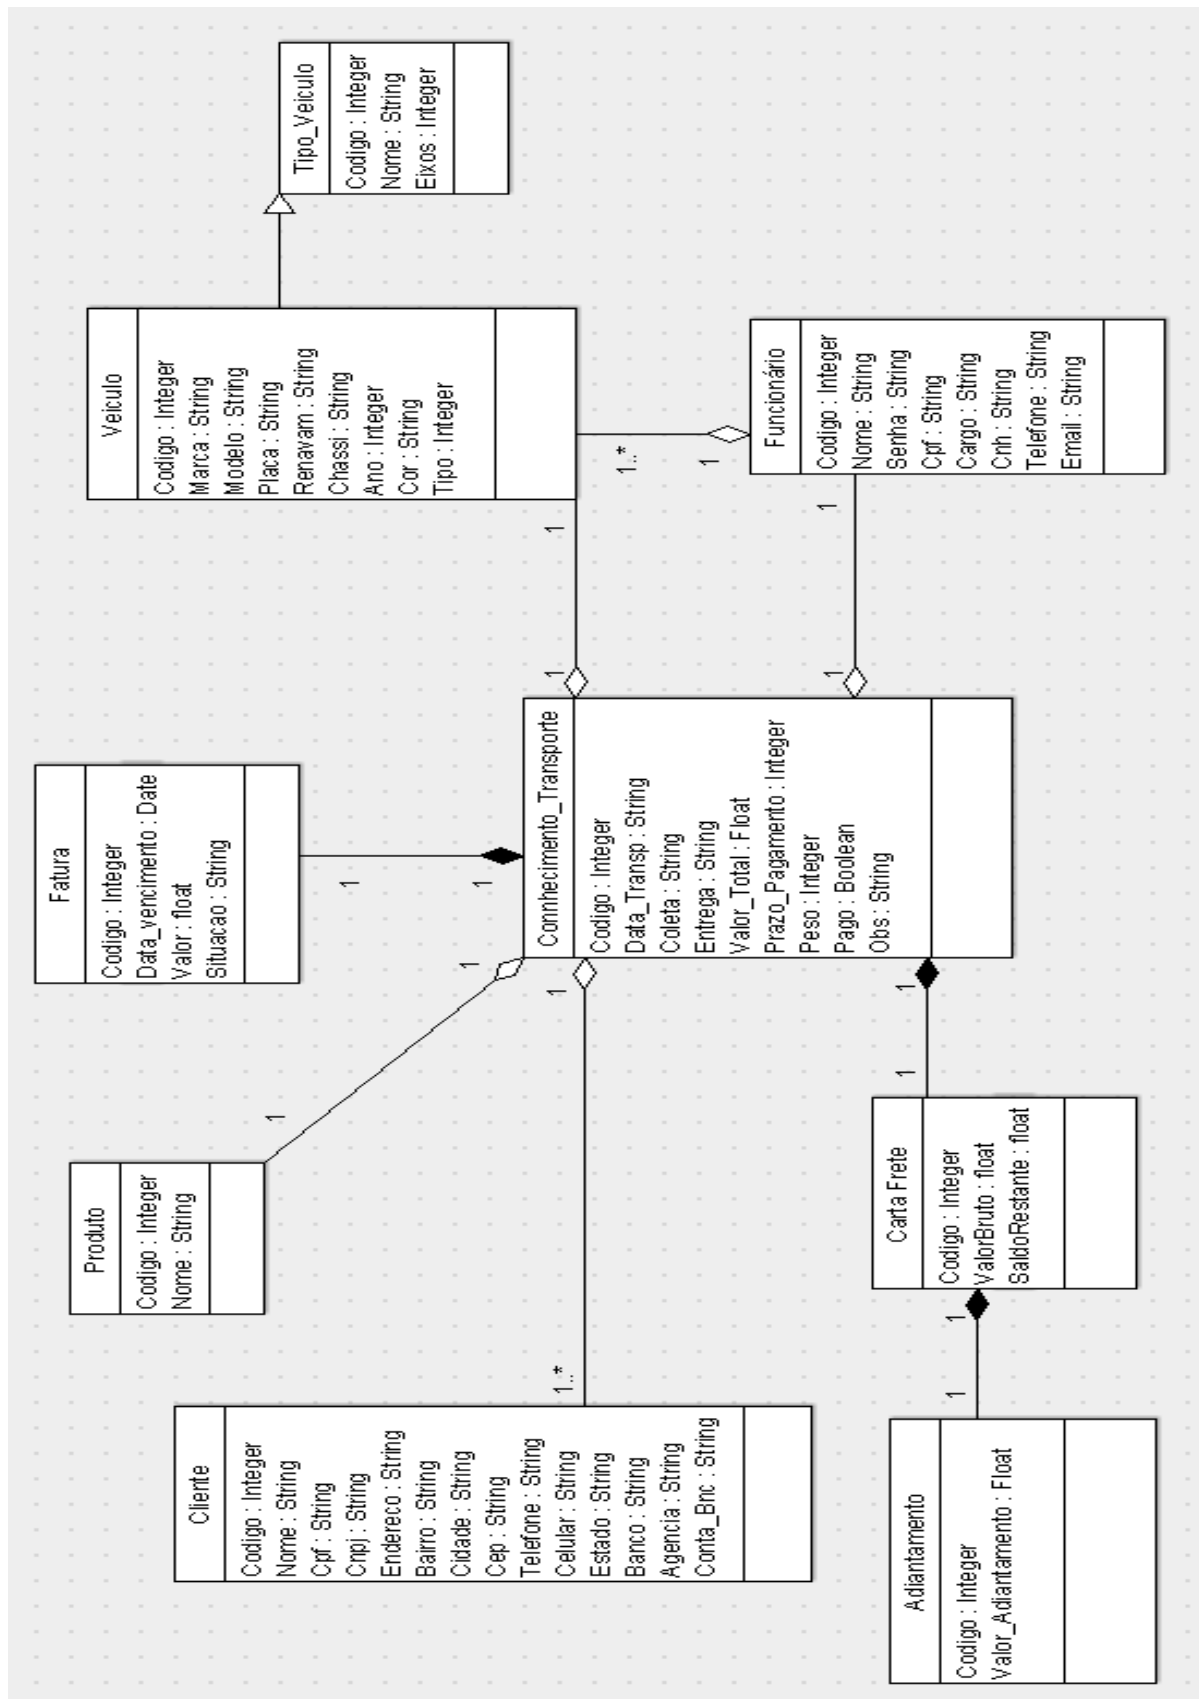 Cliente
Codigo : Integer
Nome : String
Cpf : String
Cnpj : String
Endereco : String
Bairro : String
Cidade : String
Cep : String
Telefone : String
Celular : String
Estado : String
Banco : String
Agencia : String
Conta_Bnc : String
1..*
1
Produto
Codigo : Integer
Nome : String
1
1
Fatura
Codigo : Integer
Data_vencimento : Date
Valor : float
Situacao : String
1
1
Veiculo
Codigo : Integer
Marca : String
Modelo : String
Placa : String
Renavam : String
Chassi : String
Ano : Integer
Cor : String
Tipo : Integer
Tipo_Veiculo
Codigo : Integer
Nome : String
Eixos : Integer
Connhecimento_Transporte
Codigo : Integer
Data_Transp : String
Coleta : String
Entrega : String
Valor_Total : Float
Prazo_Pagamento : Integer
Peso : Integer
Pago : Boolean
Obs : String
1
1
1..*
1
1
Funcionário
Codigo : Integer
Nome : String
Senha : String
Cpf : String
Cargo : String
Cnh : String
Telefone : String
Email : String
Adiantamento
Codigo : Integer
Valor_Adiantamento : Float
1
1
Carta Frete
Codigo : Integer
ValorBruto : float
SaldoRestante : float
1
1